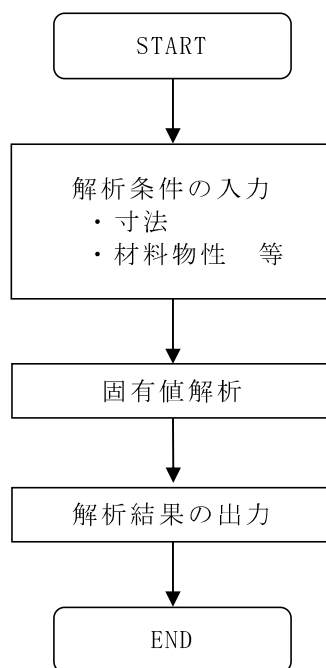 START
解析条件の入力
・寸法
・材料物性　等
固有値解析
解析結果の出力
END